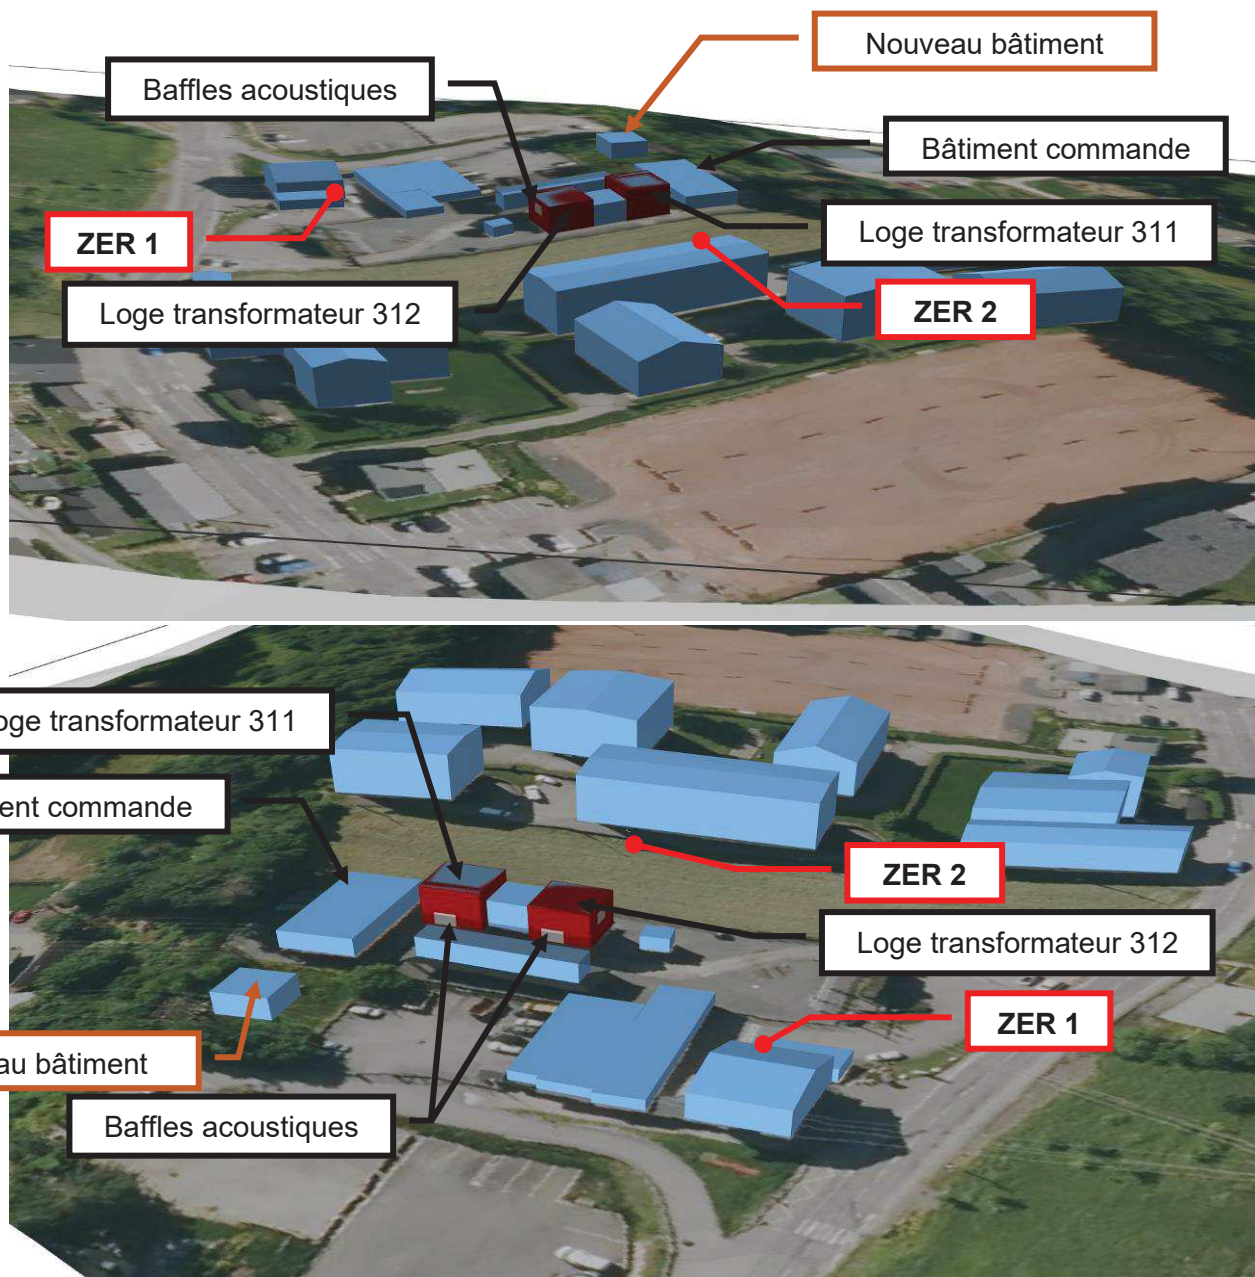 Nouveau bâtiment
Baffles acoustiques
Bâtiment commande
ZER 1
Loge transformateur 311
Loge transformateur 312
ZER 2
oge transformateur 311
ent commande
ZER 2
Loge transformateur 312
ZER 1
au bâtiment
Baffles acoustiques